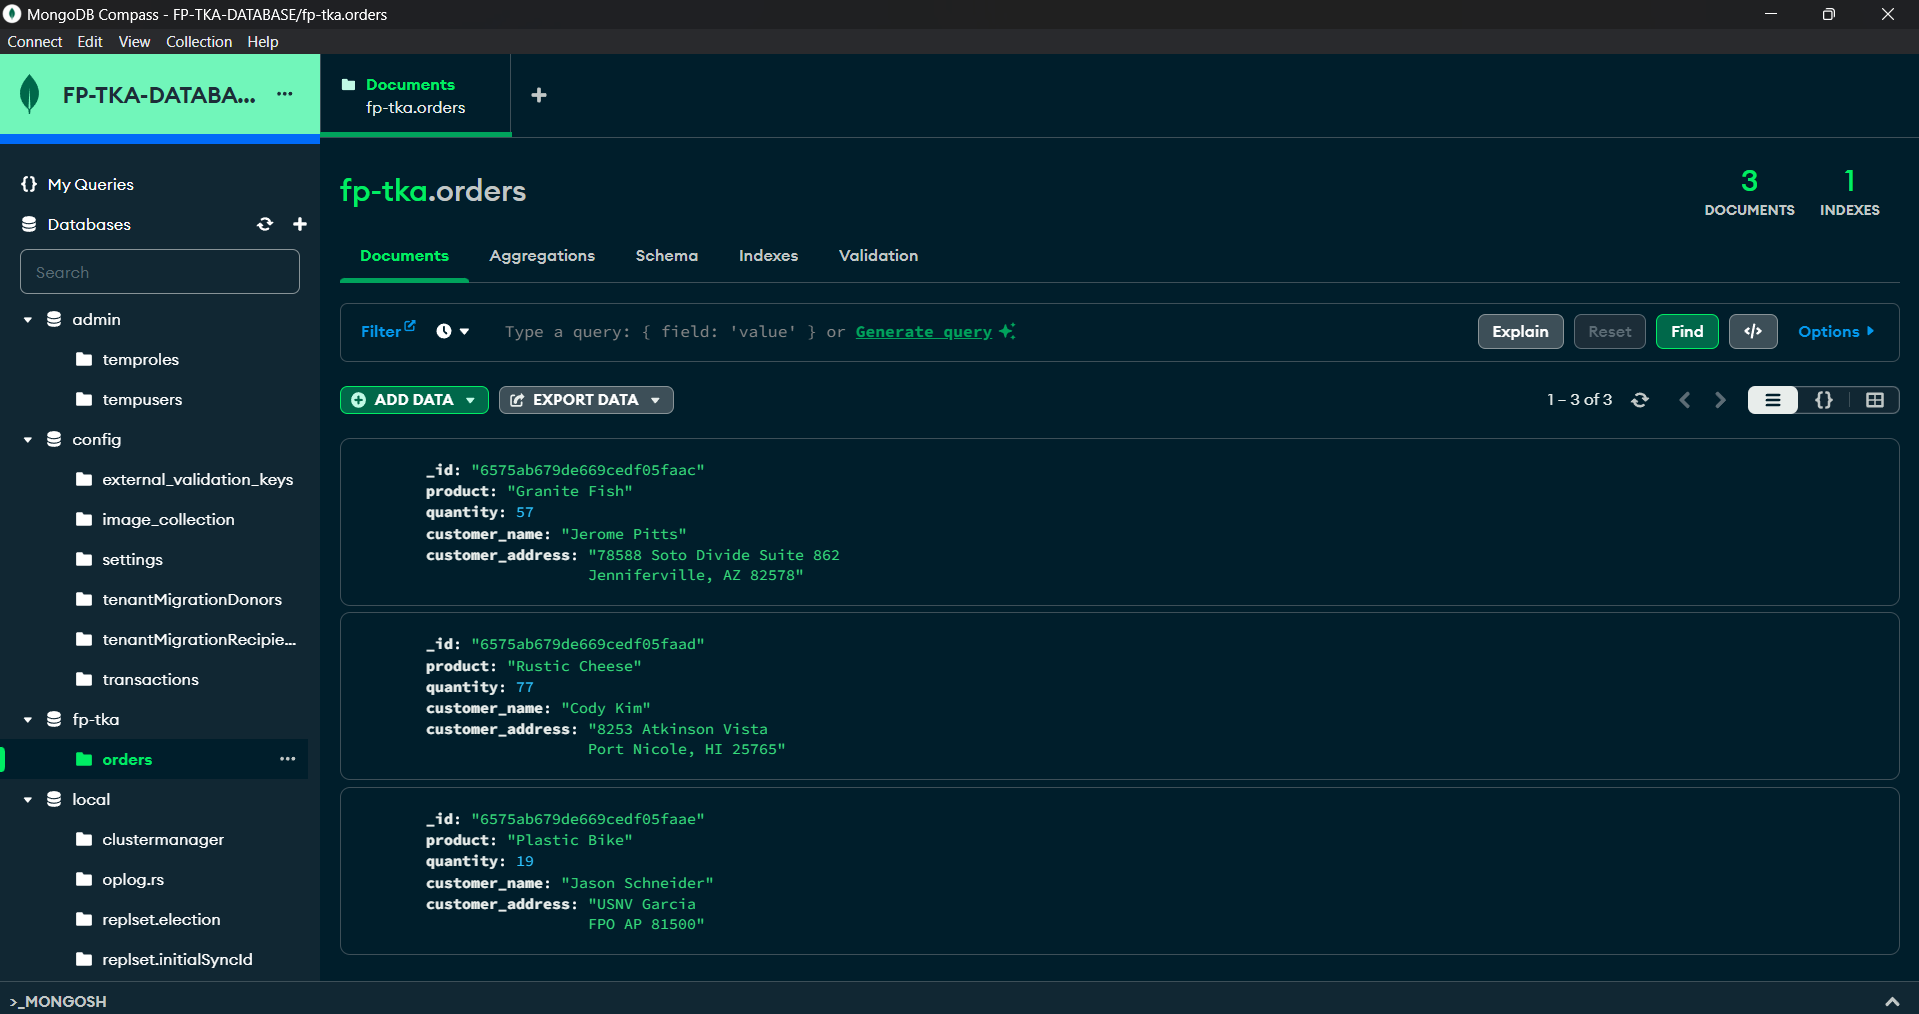 MongoDB Compass - FP-TKA-DATABASE/fp-tka.orders
Connect Edit View Collection Help
FP-TKA-DATABA... ...
Documents
fp-tka.orders
My Queries
Databases
Search
admin
temproles
tempusers
config
external_validation_keys
image_collection
settings
tenantMigrationDonors
tenantMigrationRecipie...
transactions
fp-tka
orders ...
local
clustermanager
oplog.rs
replset.election
replset.initialSyncId
fp-tka.orders
3 DOCUMENTS
1 INDEXES
Documents Aggregations Schema Indexes Validation
Filter Type a query: { field: 'value' } or Generate query Explain Reset Find </> Options
ADD DATA EXPORT DATA 1 – 3 of 3 {}
_id: "6575ab679de669cedf05faac"
product: "Granite Fish"
quantity: 57
customer_name: "Jerome Pitts"
customer_address: "78588 Soto Divide Suite 862
Jenniferville, AZ 82578"
_id: "6575ab679de669cedf05faad"
product: "Rustic Cheese"
quantity: 77
customer_name: "Cody Kim"
customer_address: "8253 Atkinson Vista
Port Nicole, HI 25765"
_id: "6575ab679de669cedf05faae"
product: "Plastic Bike"
quantity: 19
customer_name: "Jason Schneider"
customer_address: "USNV Garcia
FPO AP 81500"
>_MONGOSH